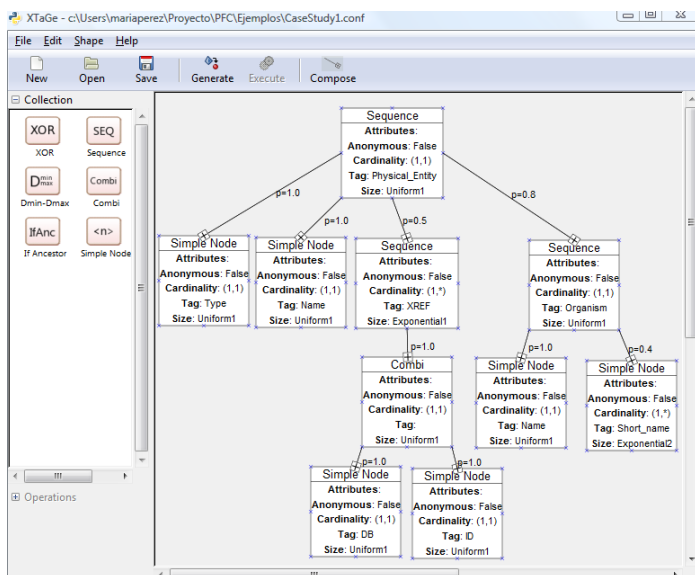 XTaGe - c:\Users\mariaperez\Proyecto\PFC\Ejemplos\CaseStudy1.conf
File Edit Shape Help
New Open Save Generate Execute Compose
Collection
XOR SEQ
XOR Sequence
Dmin max Combi
Dmin-Dmax Combi
IfAnc <n>
If Ancestor Simple Node
Operations
Sequence
Attributes:
Anonymous: False
Cardinality: (1,1)
Tag: Physical_Entity
Size: Uniform1
p=1.0
p=1.0
p=0.5
p=0.8
Simple Node
Attributes:
Anonymous: False
Cardinality: (1,1)
Tag: Type
Size: Uniform1
Simple Node
Attributes:
Anonymous: False
Cardinality: (1,1)
Tag: Name
Size: Uniform1
Sequence
Attributes:
Anonymous: False
Cardinality: (1,*)
Tag: XREF
Size: Exponential1
Sequence
Attributes:
Anonymous: False
Cardinality: (1,1)
Tag: Organism
Size: Uniform1
p=1.0
p=1.0
p=0.4
Combi
Attributes:
Anonymous: False
Cardinality: (1,1)
Tag:
Size: Uniform1
Simple Node
Attributes:
Anonymous: False
Cardinality: (1,1)
Tag: Name
Size: Uniform1
Simple Node
Attributes:
Anonymous: False
Cardinality: (1,*)
Tag: Short_name
Size: Exponential2
p=1.0
p=1.0
Simple Node
Attributes:
Anonymous: False
Cardinality: (1,1)
Tag: DB
Size: Uniform1
Simple Node
Attributes:
Anonymous: False
Cardinality: (1,1)
Tag: ID
Size: Uniform1